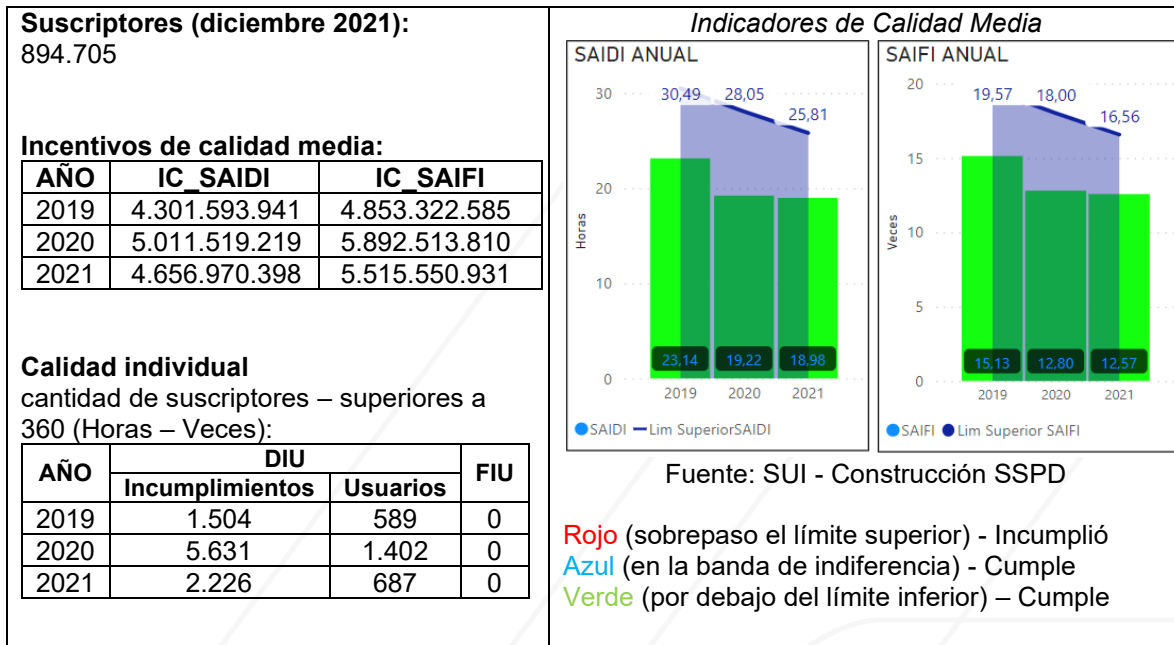 Suscriptores (diciembre 2021):
894.705
Incentivos de calidad media:
AÑO IC_SAIDI IC_SAIFI
2019 4.301.593.941 4.853.322.585
2020 5.011.519.219 5.892.513.810
2021 4.656.970.398 5.515.550.931
Calidad individual
cantidad de suscriptores – superiores a
360 (Horas – Veces):
AÑO DIU FIU
Incumplimientos Usuarios
2019 1.504 589 0
2020 5.631 1.402 0
2021 2.226 687 0
Indicadores de Calidad Media
SAIDI ANUAL
30
20
10
0
Horas
30,49 28,05 25,81
23,14 19,22 18,98
2019 2020 2021
SAIDI Lim SuperiorSAIDI
SAIFI ANUAL
20
15
10
5
0
Veces
19,57 18,00 16,56
15,13 12,80 12,57
2019 2020 2021
SAIFI Lim Superior SAIFI
Fuente: SUI - Construcción SSPD
Rojo (sobrepaso el límite superior) - Incumplió
Azul (en la banda de indiferencia) - Cumple
Verde (por debajo del límite inferior) – Cumple